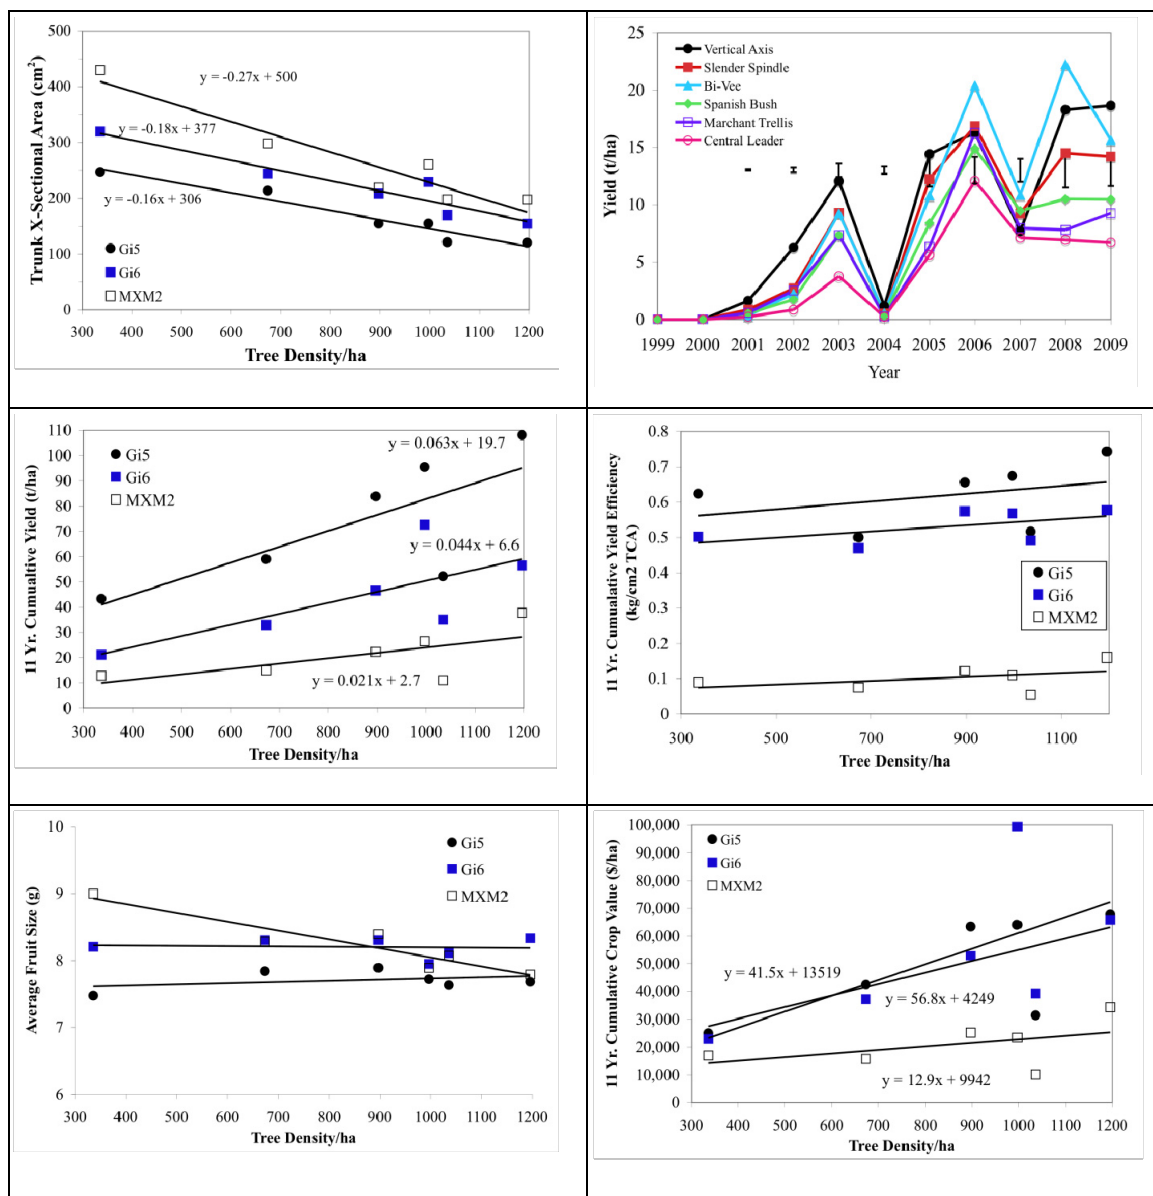 500
400
300
200
100
0
Trunk X-Sectional Area (cm²)
y = -0.27x + 500
y = -0.18x + 377
y = -0.16x + 306
Gi5
Gi6
MXM2
300 400 500 600 700 800 900 1000 1100 1200
Tree Density/ha
25
20
15
10
5
0
Yield (t/ha)
Vertical Axis
Slender Spindle
Bi-Vee
Spanish Bush
Marchant Trellis
Central Leader
1999 2000 2001 2002 2003 2004 2005 2006 2007 2008 2009
Year
110
100
90
80
70
60
50
40
30
20
10
0
11 Yr. Cumualtive Yield (t/ha)
Gi5
Gi6
MXM2
y = 0.063x + 19.7
y = 0.044x + 6.6
y = 0.021x + 2.7
300 400 500 600 700 800 900 1000 1100 1200
Tree Density/ha
0.8
0.7
0.6
0.5
0.4
0.3
0.2
0.1
0
11 Yr. Cumualative Yield Efficiency
(kg/cm2 TCA)
Gi5
Gi6
MXM2
300 500 700 900 1100
Tree Density/ha
10
9
8
7
6
Average Fruit Size (g)
Gi5
Gi6
MXM2
300 400 500 600 700 800 900 1000 1100 1200
Tree Density/ha
100,000
90,000
80,000
70,000
60,000
50,000
40,000
30,000
20,000
10,000
0
11 Yr. Cumulative Crop Value ($/ha)
Gi5
Gi6
MXM2
y = 41.5x + 13519
y = 56.8x + 4249
y = 12.9x + 9942
300 400 500 600 700 800 900 1000 1100 1200
Tree Density/ha